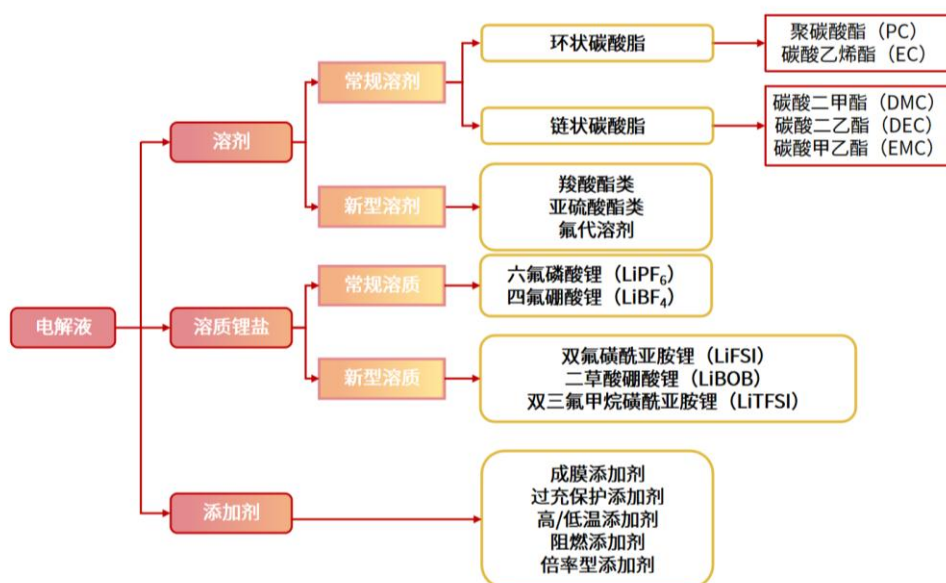 电解液
溶剂
常规溶剂
环状碳酸脂
聚碳酸酯（PC）
碳酸乙烯酯（EC）
链状碳酸脂
碳酸二甲酯（DMC）
碳酸二乙酯（DEC）
碳酸甲乙酯（EMC）
新型溶剂
羧酸酯类
亚硫酸酯类
氟代溶剂
溶质锂盐
常规溶质
六氟磷酸锂（LiPF₆）
四氟硼酸锂（LiBF₄）
新型溶质
双氟磺酰亚胺锂（LiFSI）
二草酸硼酸锂（LiBOB）
双三氟甲烷磺酰亚胺锂（LiTFSI）
添加剂
成膜添加剂
过充保护添加剂
高/低温添加剂
阻燃添加剂
倍率型添加剂